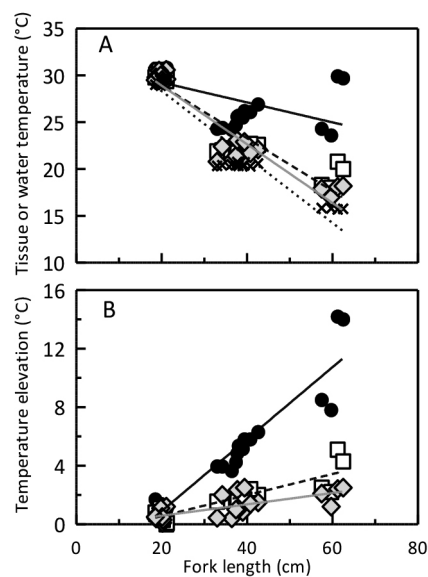 A
Tissue or water temperature (°C)
35
30
25
20
15
10
B
Temperature elevation (°C)
16
12
8
4
0
0 20 40 60 80
Fork length (cm)